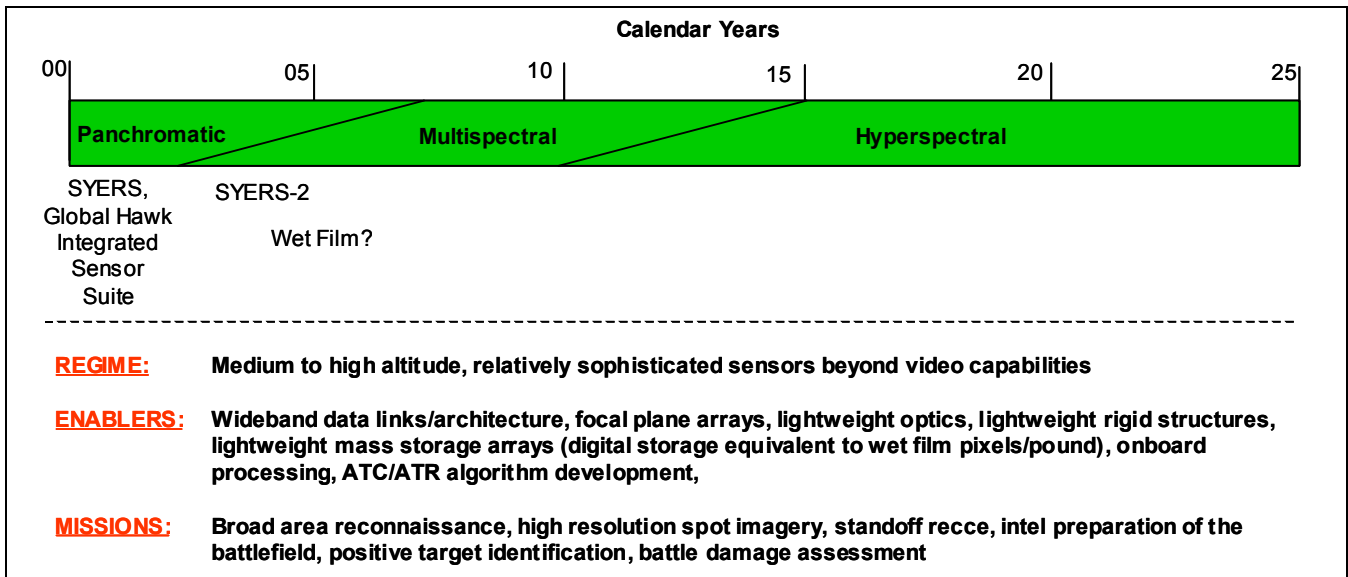 Calendar Years
00 05 10 15 20 25
Panchromatic Multispectral Hyperspectral
SYERS,
Global Hawk
Integrated
Sensor
Suite
SYERS-2
Wet Film?
REGIME: Medium to high altitude, relatively sophisticated sensors beyond video capabilities
ENABLERS: Wideband data links/architecture, focal plane arrays, lightweight optics, lightweight rigid structures,
lightweight mass storage arrays (digital storage equivalent to wet film pixels/pound), onboard
processing, ATC/ATR algorithm development,
MISSIONS: Broad area reconnaissance, high resolution spot imagery, standoff recce, intel preparation of the
battlefield, positive target identification, battle damage assessment